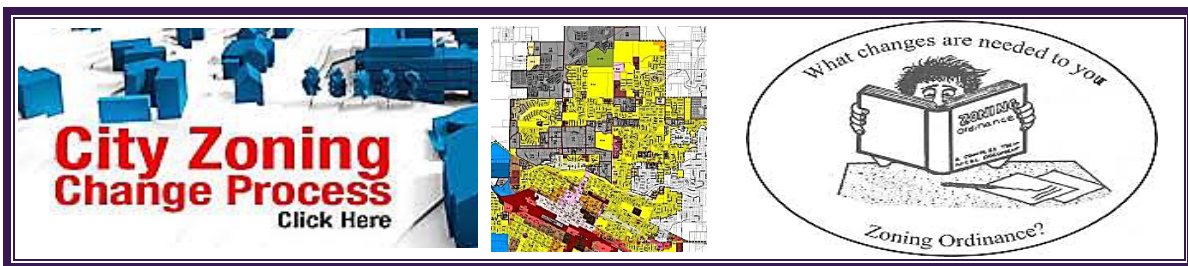 City Zoning
Change Process
Click Here
What changes are needed to your
ZONING
Ordinance
Zoning Ordinance?